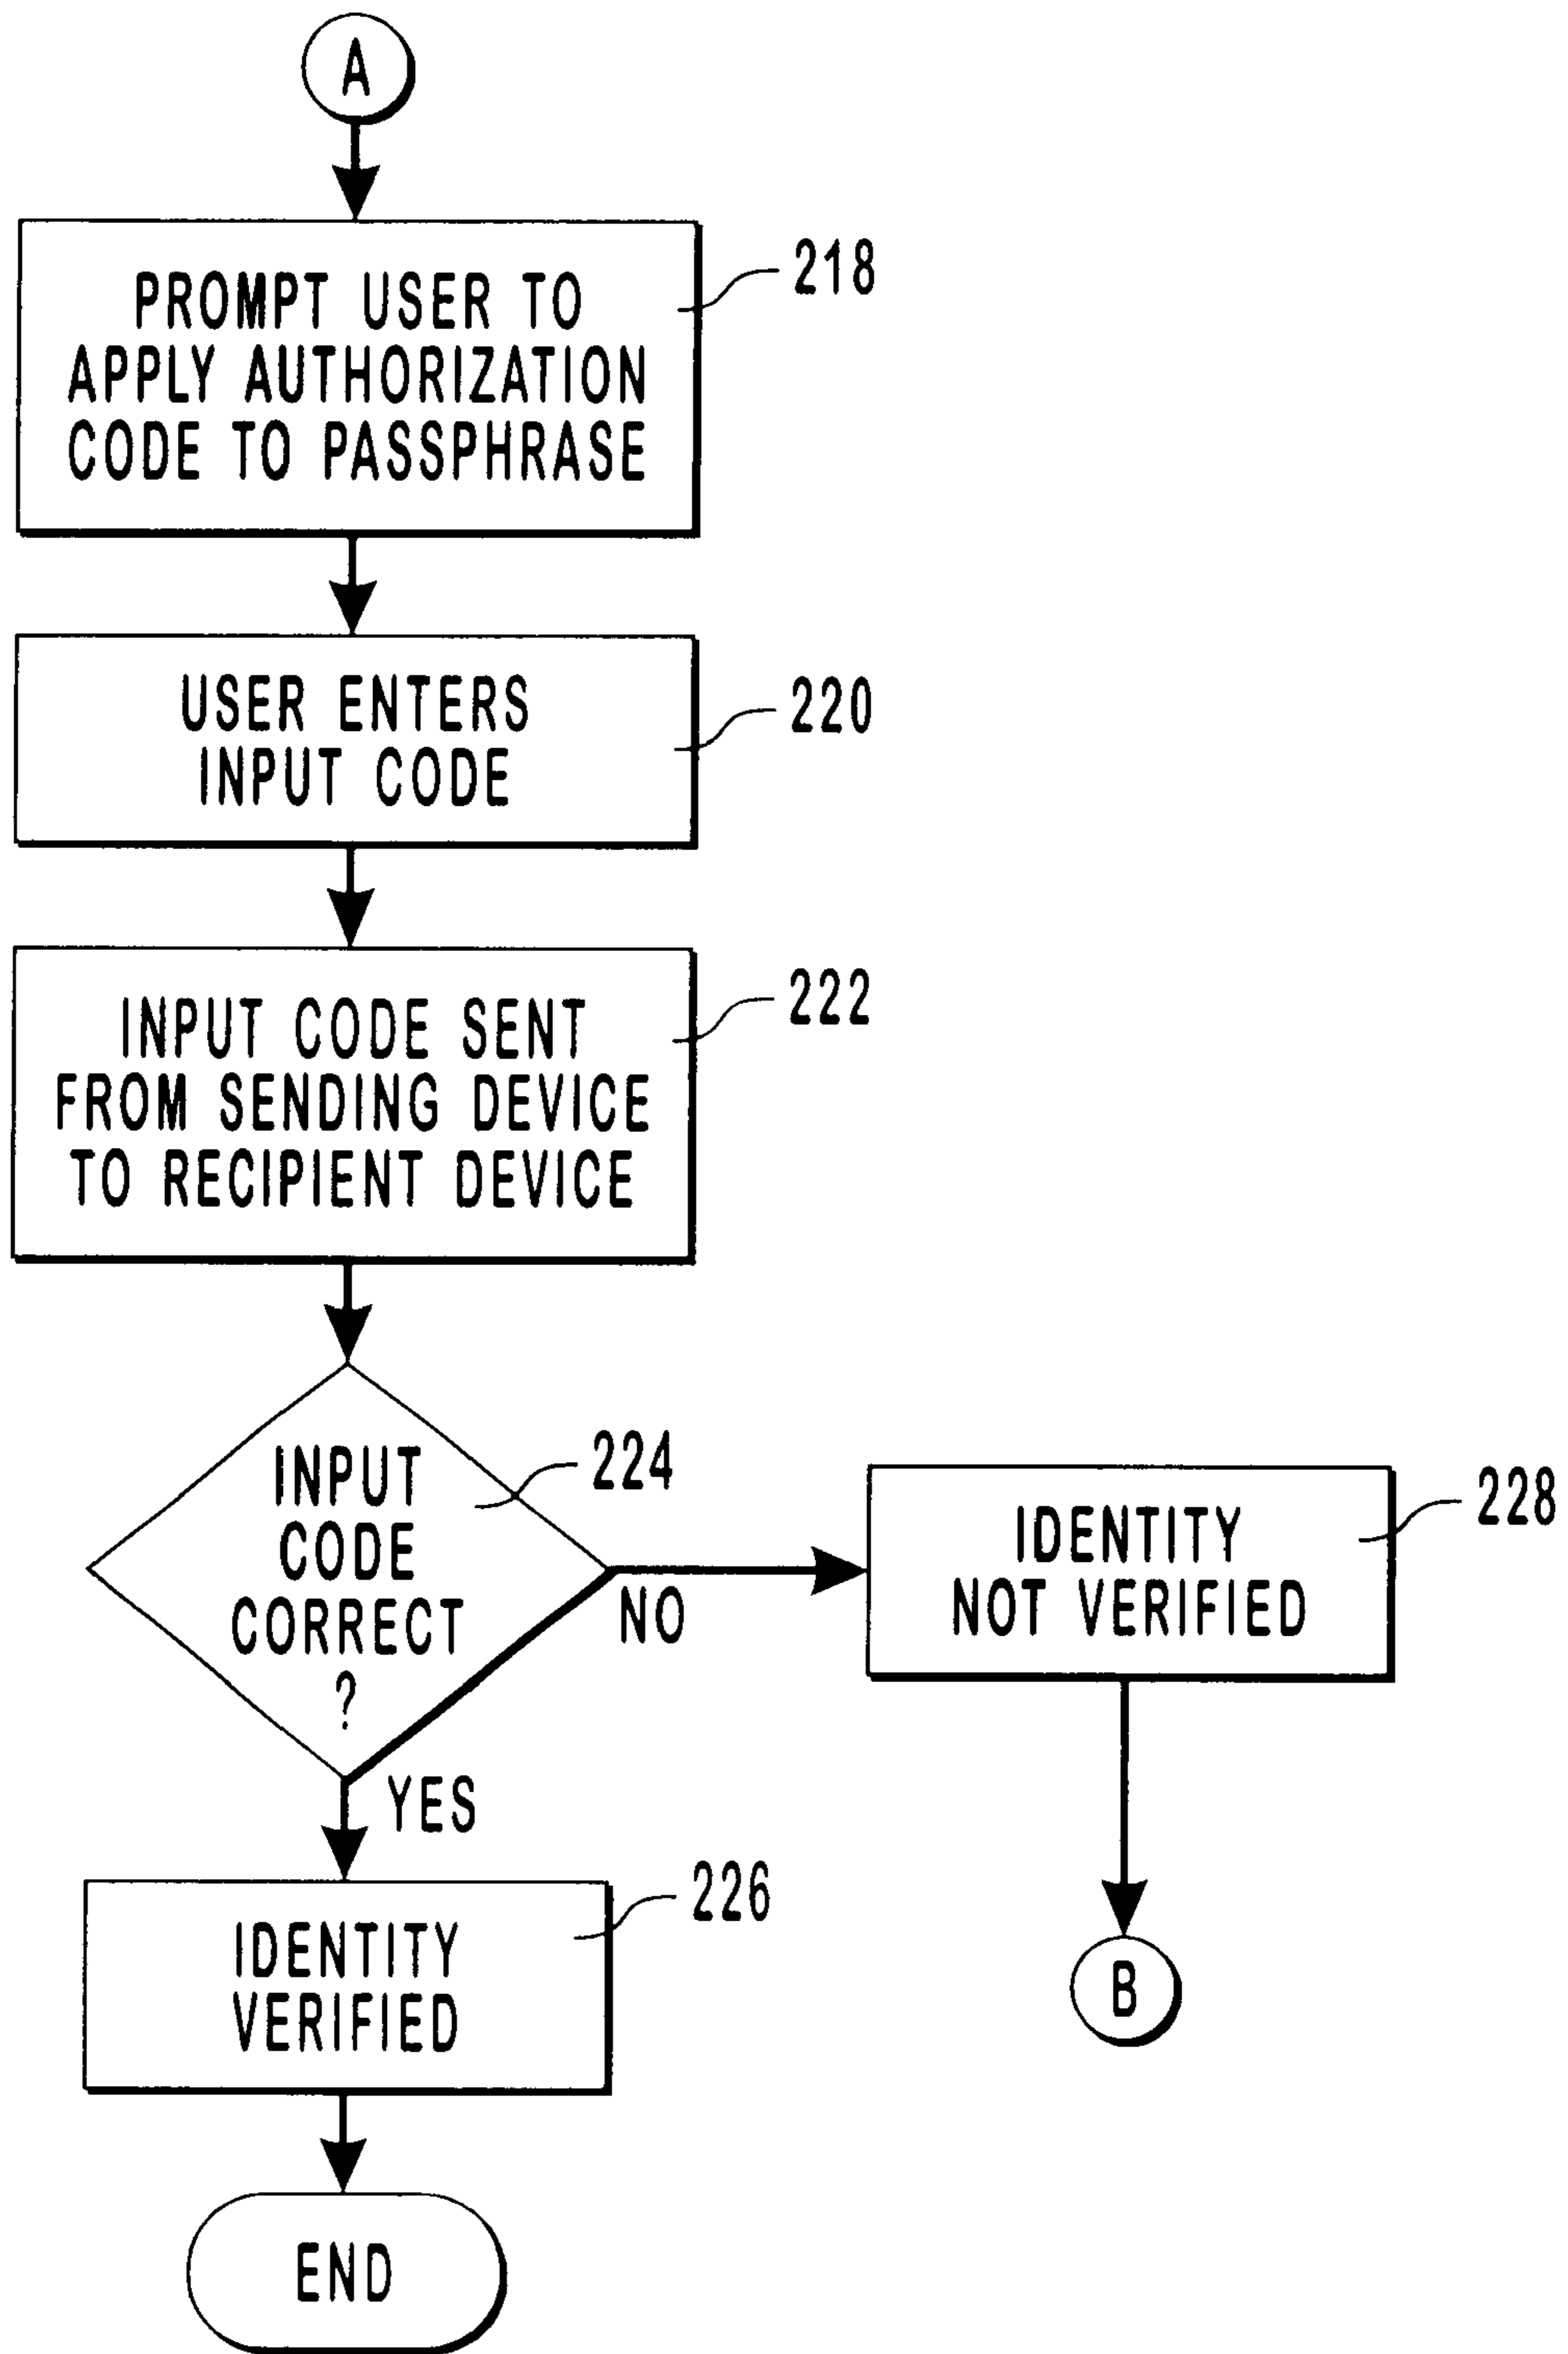 A
PROMPT USER TO
APPLY AUTHORIZATION
CODE TO PASSPHRASE
218
USER ENTERS
INPUT CODE
220
INPUT CODE SENT
FROM SENDING DEVICE
TO RECIPIENT DEVICE
222
INPUT
CODE
CORRECT
?
224
NO
YES
IDENTITY
NOT VERIFIED
228
IDENTITY
VERIFIED
226
B
END